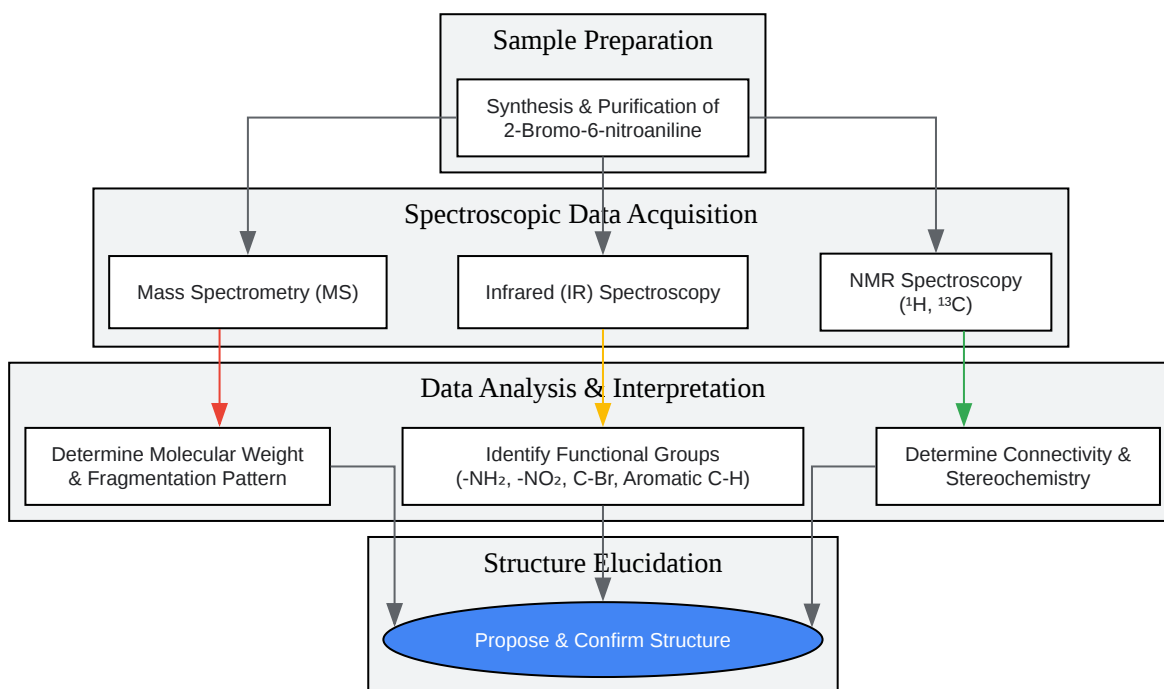 Sample Preparation
Synthesis & Purification of
2-Bromo-6-nitroaniline
Spectroscopic Data Acquisition
Mass Spectrometry (MS)
Infrared (IR) Spectroscopy
NMR Spectroscopy
(¹H, ¹³C)
Data Analysis & Interpretation
Determine Molecular Weight
& Fragmentation Pattern
Identify Functional Groups
(-NH₂, -NO₂, C-Br, Aromatic C-H)
Determine Connectivity &
Stereochemistry
Structure Elucidation
Propose & Confirm Structure